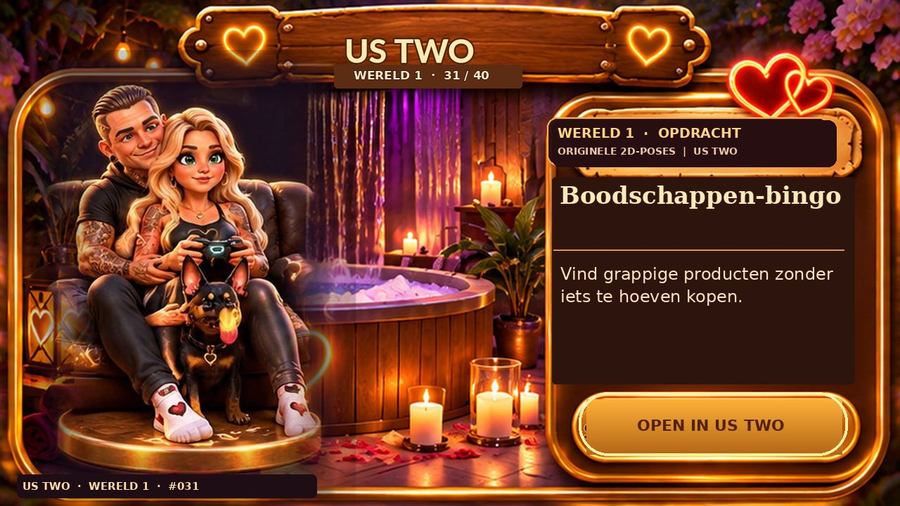 US TWO
WERELD 1 · 31 / 40
WERELD 1 · OPDRACHT
ORIGINELE 2D-POSES | US TWO
Boodschappen-bingo
Vind grappige producten zonder
iets te hoeven kopen.
OPEN IN US TWO
US TWO · WERELD 1 · #031